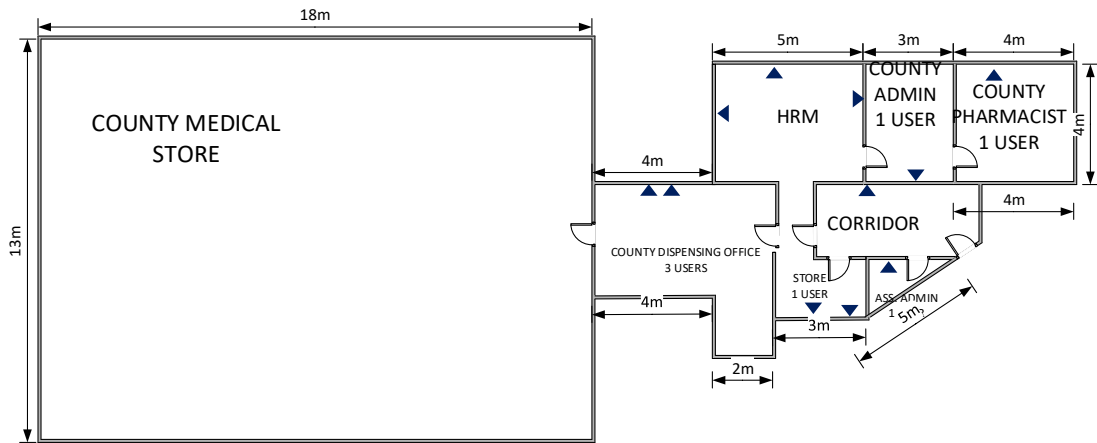 18m
5m
3m
4m
COUNTY MEDICAL
STORE
HRM
COUNTY
ADMIN
1 USER
COUNTY
PHARMACIST
1 USER
4m
4m
4m
13m
CORRIDOR
COUNTY DISPENSING OFFICE
3 USERS
STORE
1 USER
ASS. ADMIN
1
4m
3m
5m
2m